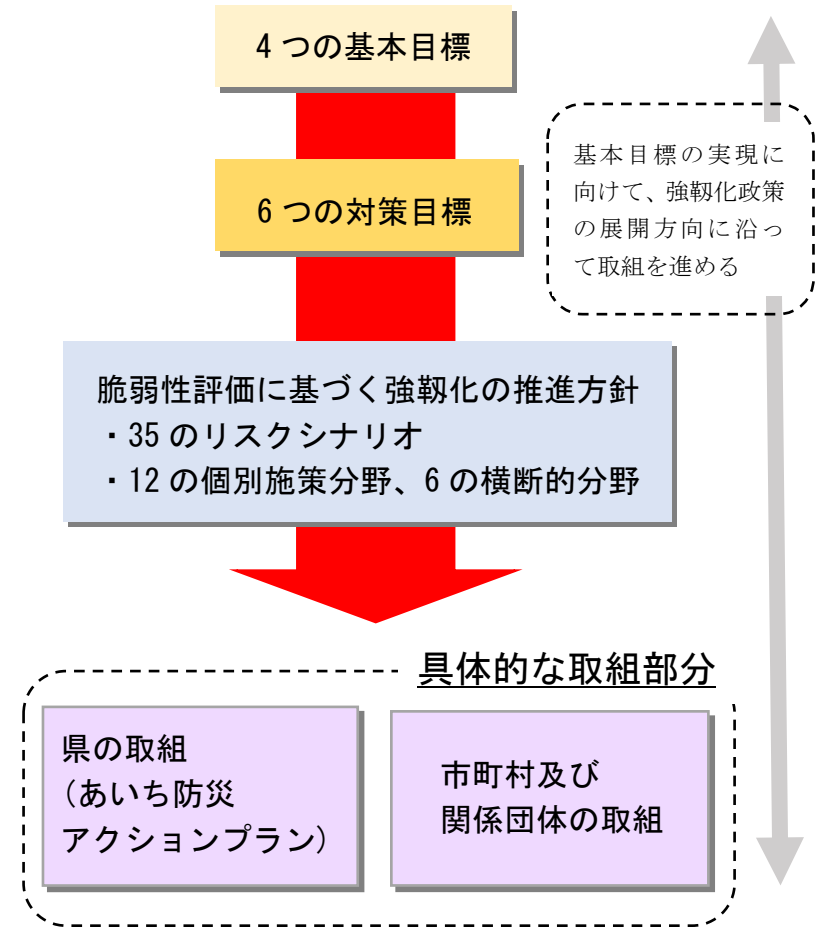 4つの基本目標
6つの対策目標
基本目標の実現に
向けて、強靱化政策
の展開方向に沿っ
て取組を進める
脆弱性評価に基づく強靱化の推進方針
・35のリスクシナリオ
・12の個別施策分野、6の横断的分野
具体的な取組部分
県の取組
(あいち防災
アクションプラン)
市町村及び
関係団体の取組